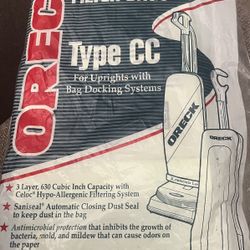 ORECK
Type CC
For Uprights with
Bag Docking Systems
ORECK
ORECK
★ 3 Layer, 630 Cubic Inch Capacity with
Celoc® Hypo-Allergenic Filtering System
★ Saniseal® Automatic Closing Dust Seal
to keep dust in the bag
★ Antimicrobial protection that inhibits the growth of
bacteria, mold, and mildew that can cause odors on
the paper